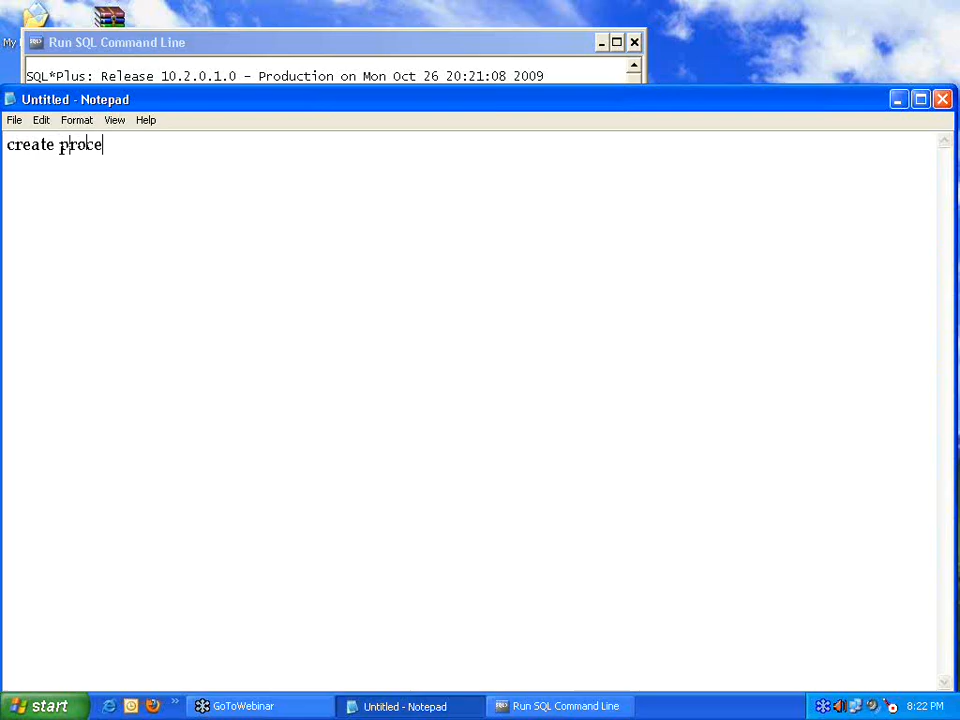 Run SQL Command Line
SQL*Plus: Release 10.2.0.1.0 - Production on Mon Oct 26 20:21:08 2009
Untitled - Notepad
File Edit Format View Help
create proce
start GoToWebinar Untitled - Notepad Run SQL Command Line 8:22 PM